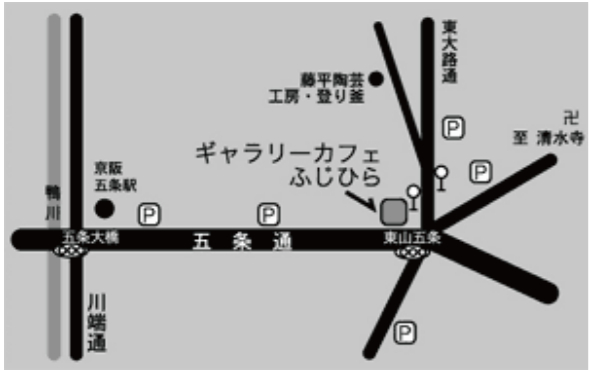 東大路通
藤平陶芸
工房・登り釜
P
卍
至 清水寺
P
ギャラリーカフェ
ふじひら
京阪
五条駅
鴨川
P
P
五条大橋
五条通
東山五条
川端通
P